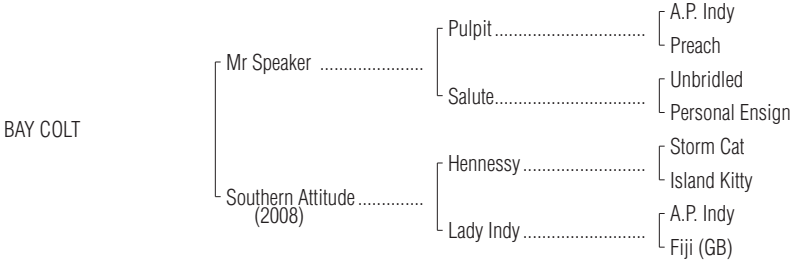 A.P. Indy
Pulpit..............................
Preach
Mr Speaker ......................
Unbridled
Salute................................
Personal Ensign
BAY COLT
Storm Cat
Hennessy..........................
Island Kitty
Southern Attitude..............
(2008)
A.P. Indy
Lady Indy..........................
Fiji (GB)